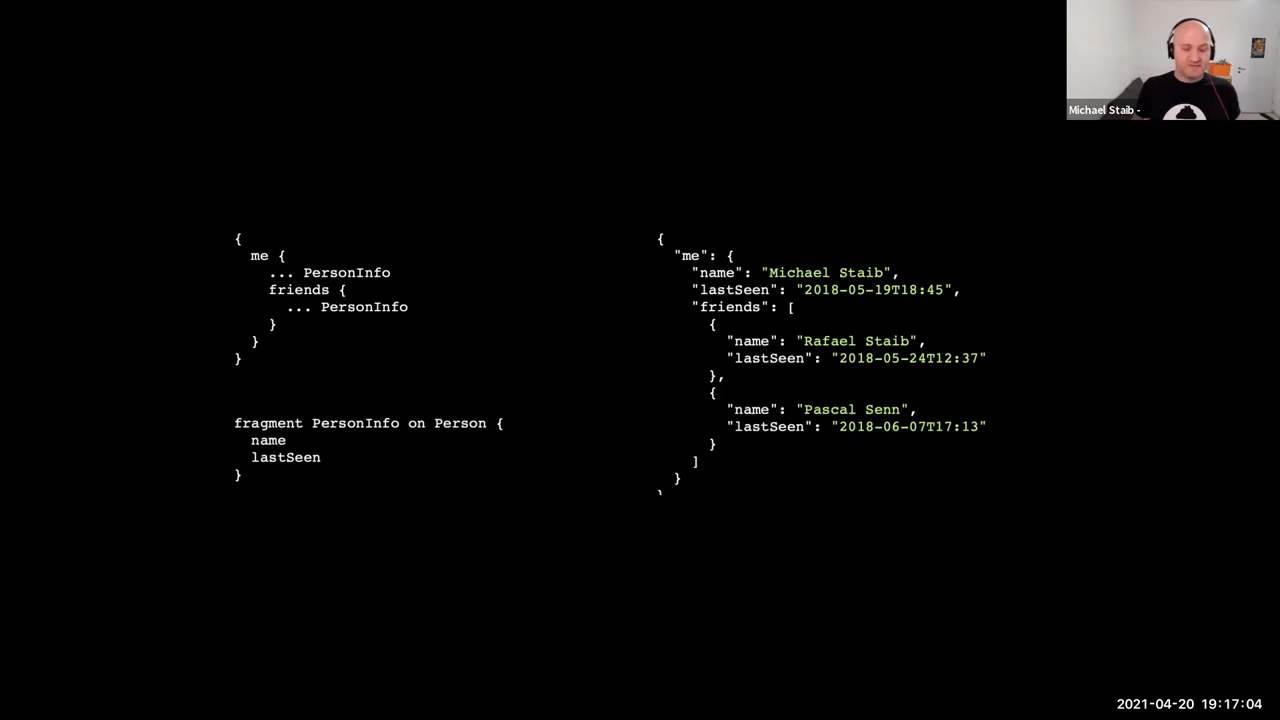 Michael Staib -
{
  me {
    ... PersonInfo
    friends {
      ... PersonInfo
    }
  }
}
fragment PersonInfo on Person {
  name
  lastSeen
}
{
  "me": {
    "name": "Michael Staib",
    "lastSeen": "2018-05-19T18:45",
    "friends": [
      {
        "name": "Rafael Staib",
        "lastSeen": "2018-05-24T12:37"
      },
      {
        "name": "Pascal Senn",
        "lastSeen": "2018-06-07T17:13"
      }
    ]
  }
}
2021-04-20 19:17:04